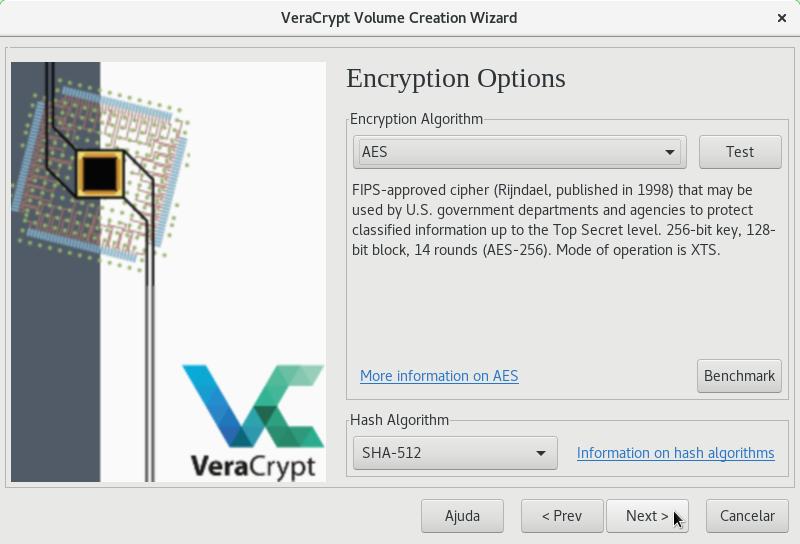 VeraCrypt Volume Creation Wizard
Encryption Options
Encryption Algorithm
AES
Test
FIPS-approved cipher (Rijndael, published in 1998) that may be
used by U.S. government departments and agencies to protect
classified information up to the Top Secret level. 256-bit key, 128-
bit block, 14 rounds (AES-256). Mode of operation is XTS.
More information on AES
Benchmark
Hash Algorithm
SHA-512
Information on hash algorithms
VeraCrypt
Ajuda
< Prev
Next >
Cancelar